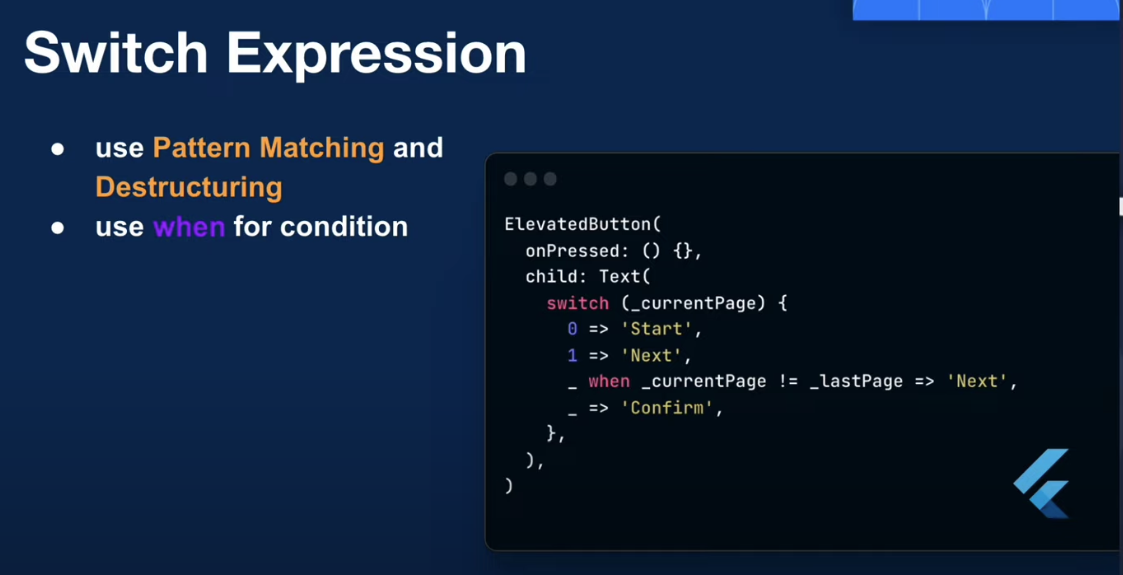 Switch Expression
● use Pattern Matching and
Destructuring
● use when for condition
ElevatedButton(
  onPressed: () {},
  child: Text(
    switch (_currentPage) {
      0 => 'Start',
      1 => 'Next',
      _ when _currentPage != _lastPage => 'Next',
      _ => 'Confirm',
    },
  ),
)